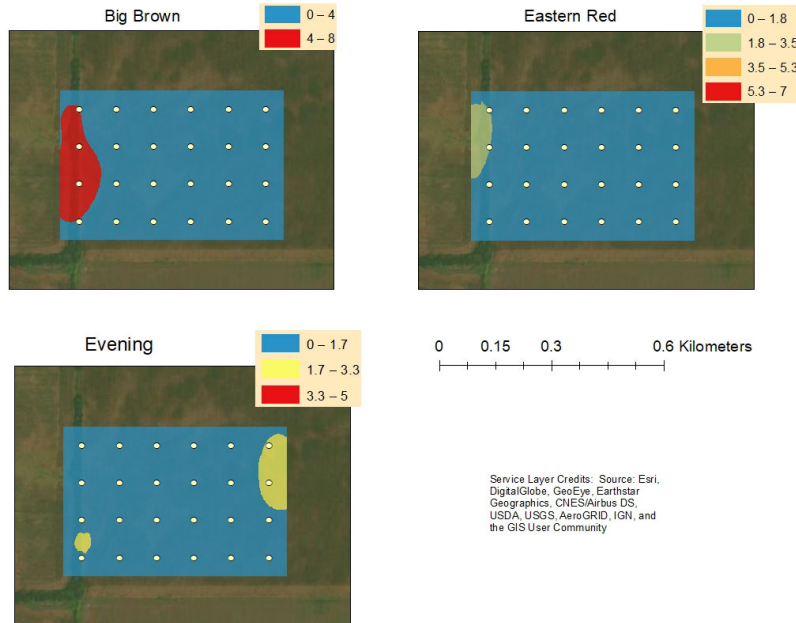 Big Brown
0 – 4
4 – 8
Eastern Red
0 – 1.8
1.8 – 3.5
3.5 – 5.3
5.3 – 7
Evening
0 – 1.7
1.7 – 3.3
3.3 – 5
0 0.15 0.3 0.6 Kilometers
Service Layer Credits: Source: Esri,
DigitalGlobe, GeoEye, Earthstar
Geographics, CNES/Airbus DS,
USDA, USGS, AeroGRID, IGN, and
the GIS User Community